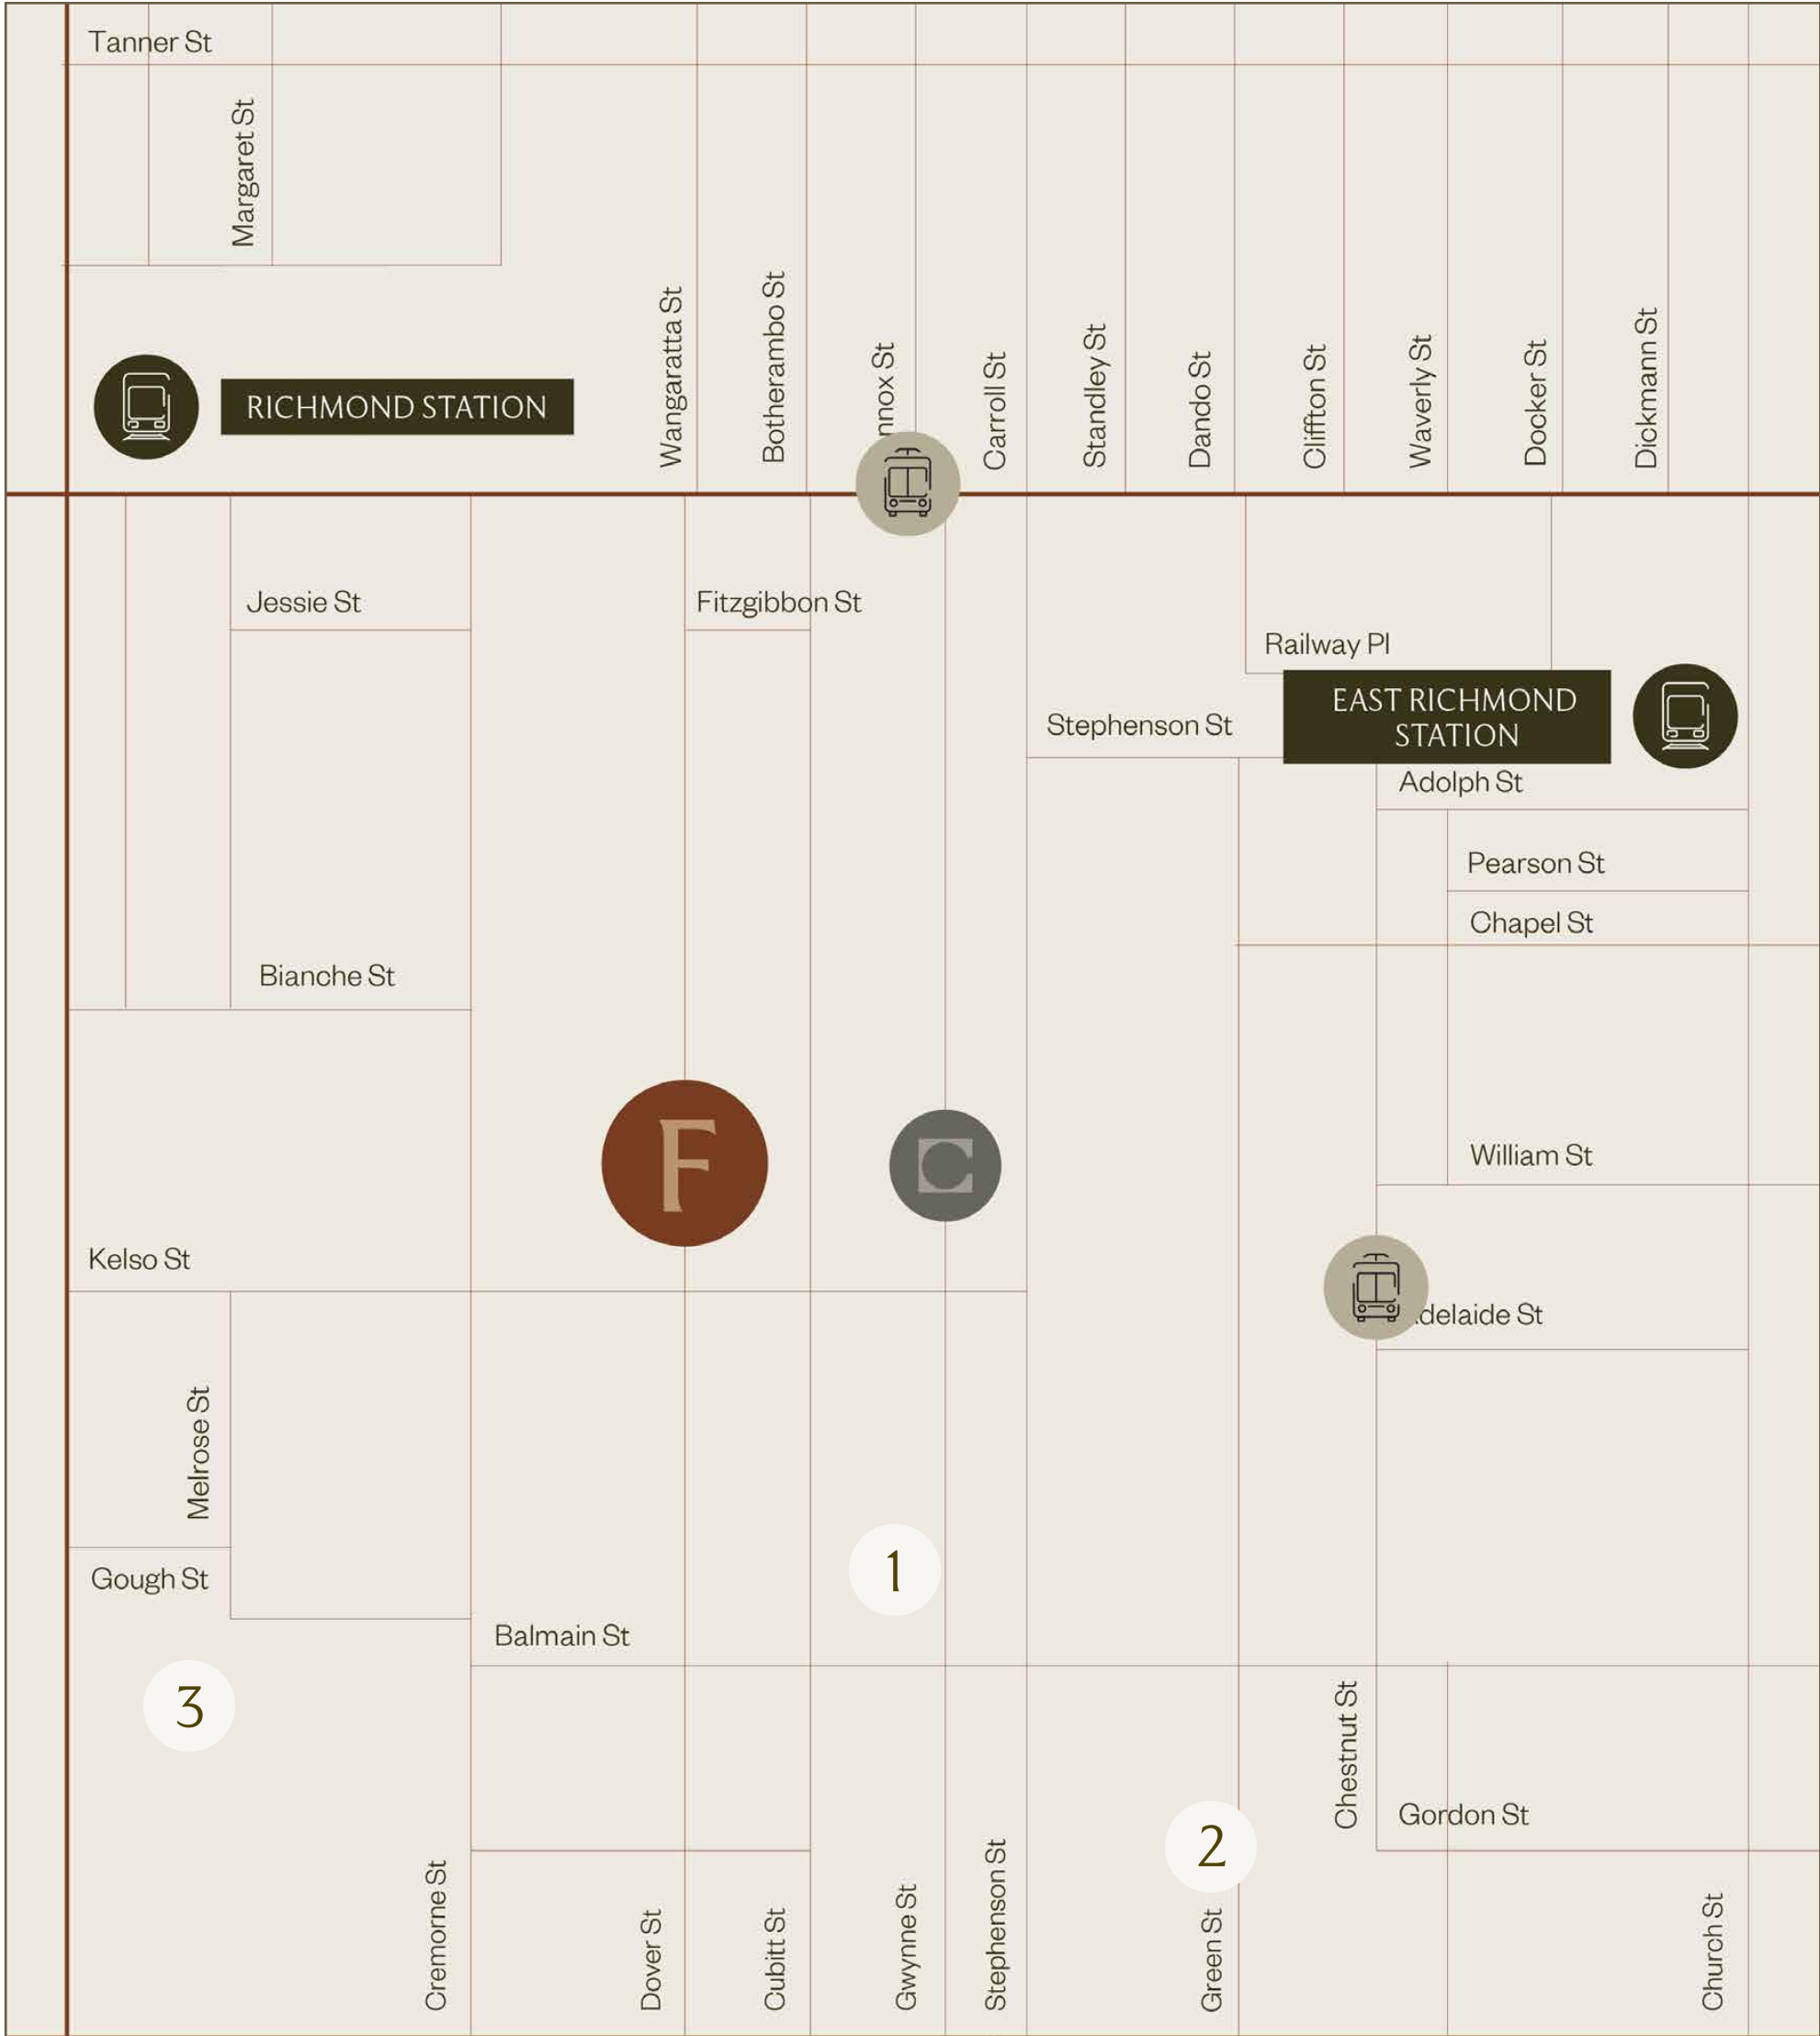 Tanner St
Margaret St
Wangaratta St
Botherambo St
nnox St
Carroll St
Standley St
Dando St
Cliffton St
Waverly St
Docker St
Dickmann St
RICHMOND STATION
Jessie St
Fitzgibbon St
Railway Pl
EAST RICHMOND
STATION
Stephenson St
Adolph St
Pearson St
Chapel St
Bianche St
F
C
William St
Kelso St
delaide St
Melrose St
1
Gough St
Balmain St
3
Chestnut St
2
Gordon St
Cremorne St
Dover St
Cubitt St
Gwynne St
Stephenson St
Green St
Church St